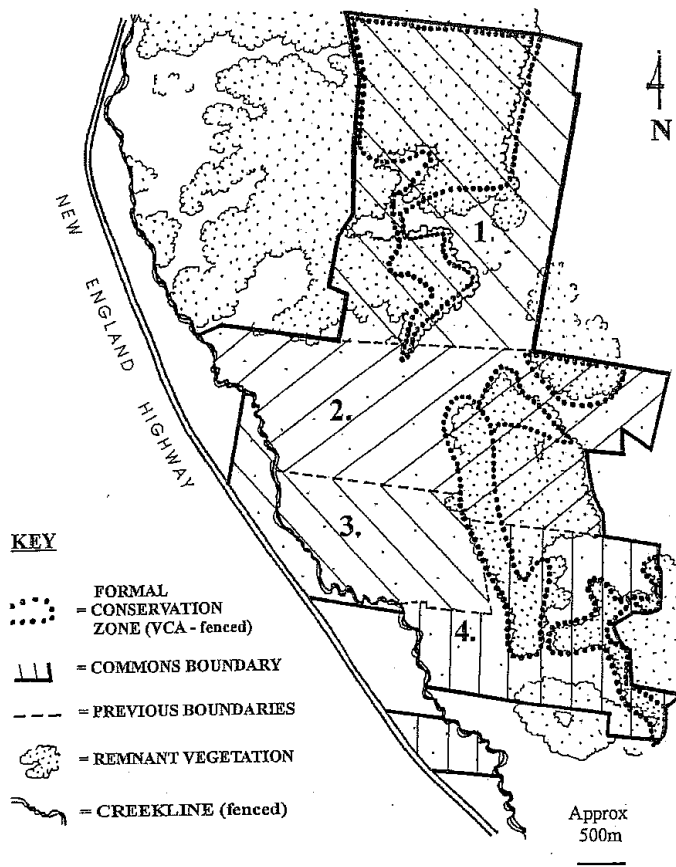 N
NEW ENGLAND HIGHWAY
1.
2.
3.
4.
KEY
= FORMAL
CONSERVATION
ZONE (VCA - fenced)
= COMMONS BOUNDARY
= PREVIOUS BOUNDARIES
= REMNANT VEGETATION
= CREEKLINE (fenced)
Approx
500m